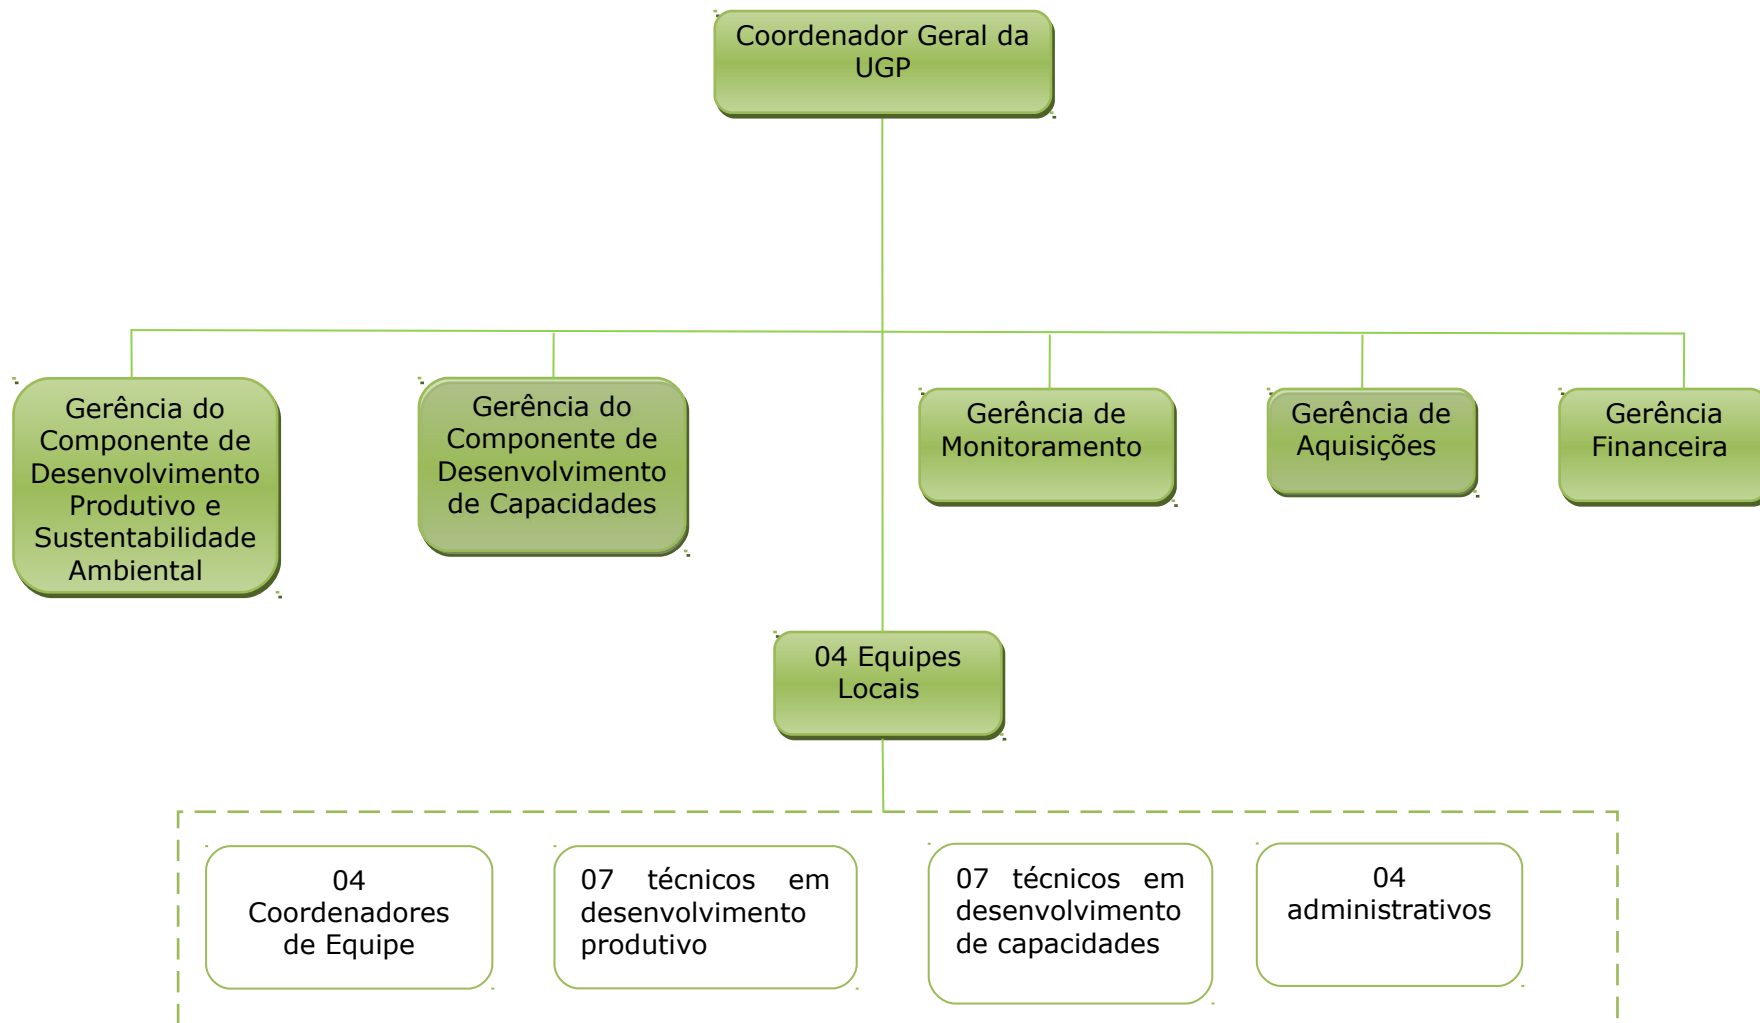 Coordenador Geral da
UGP
Gerência do
Componente de
Desenvolvimento
Produtivo e
Sustentabilidade
Ambiental
Gerência do
Componente de
Desenvolvimento
de Capacidades
Gerência de
Monitoramento
Gerência de
Aquisições
Gerência
Financeira
04 Equipes
Locais
04
Coordenadores
de Equipe
07 técnicos em
desenvolvimento
produtivo
07 técnicos em
desenvolvimento
de capacidades
04
administrativos